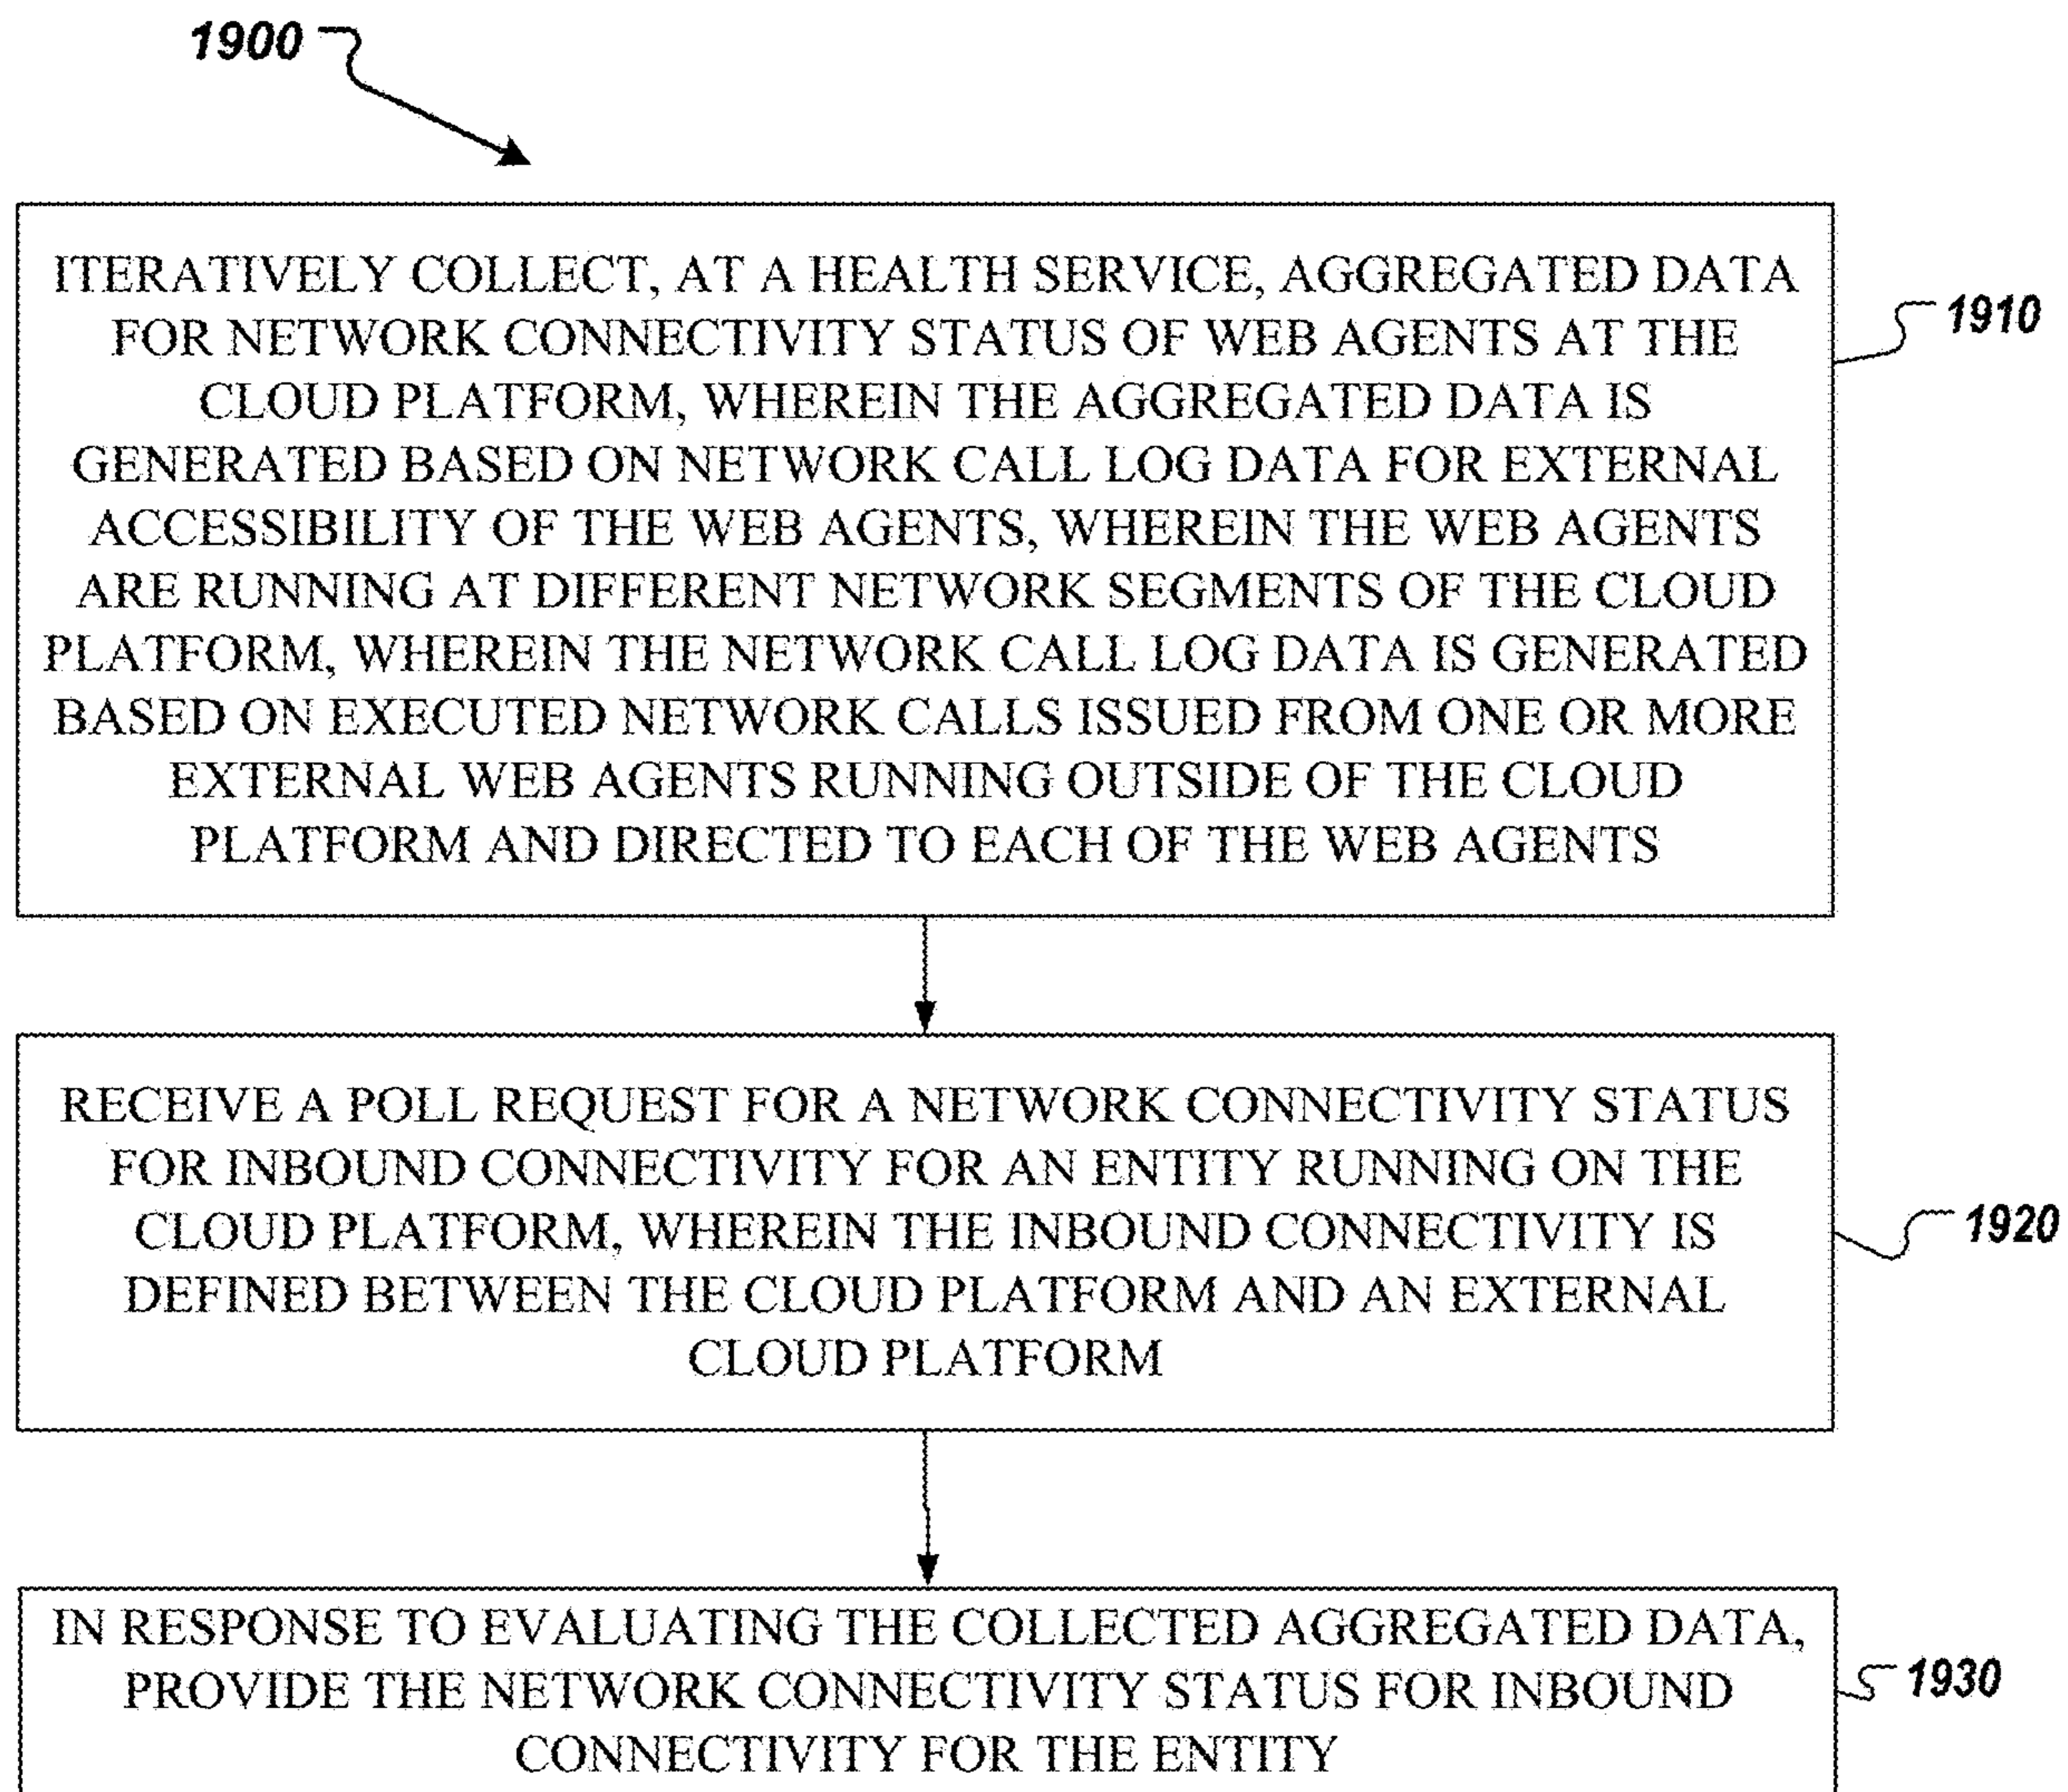 1900
ITERATIVELY COLLECT, AT A HEALTH SERVICE, AGGREGATED DATA
FOR NETWORK CONNECTIVITY STATUS OF WEB AGENTS AT THE
CLOUD PLATFORM, WHEREIN THE AGGREGATED DATA IS
GENERATED BASED ON NETWORK CALL LOG DATA FOR EXTERNAL
ACCESSIBILITY OF THE WEB AGENTS, WHEREIN THE WEB AGENTS
ARE RUNNING AT DIFFERENT NETWORK SEGMENTS OF THE CLOUD
PLATFORM, WHEREIN THE NETWORK CALL LOG DATA IS GENERATED
BASED ON EXECUTED NETWORK CALLS ISSUED FROM ONE OR MORE
EXTERNAL WEB AGENTS RUNNING OUTSIDE OF THE CLOUD
PLATFORM AND DIRECTED TO EACH OF THE WEB AGENTS
1910
RECEIVE A POLL REQUEST FOR A NETWORK CONNECTIVITY STATUS
FOR INBOUND CONNECTIVITY FOR AN ENTITY RUNNING ON THE
CLOUD PLATFORM, WHEREIN THE INBOUND CONNECTIVITY IS
DEFINED BETWEEN THE CLOUD PLATFORM AND AN EXTERNAL
CLOUD PLATFORM
1920
IN RESPONSE TO EVALUATING THE COLLECTED AGGREGATED DATA,
PROVIDE THE NETWORK CONNECTIVITY STATUS FOR INBOUND
CONNECTIVITY FOR THE ENTITY
1930